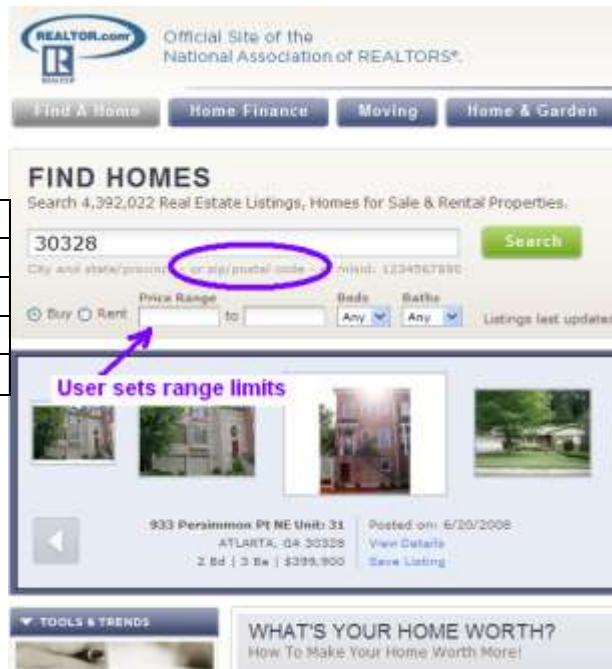 REALTOR.com
R
REALTOR
Official Site of the
National Association of REALTORS®.
Find A Home Home Finance Moving Home & Garden
FIND HOMES
Search 4,392,022 Real Estate Listings, Homes for Sale & Rental Properties.
30328 Search
City and state/province - or zip/postal code - or mlsid: 1234567890
Price Range Beds Baths
Buy Rent to Any Any Listings last updated
User sets range limits
933 Persimmon Pt NE Unit: 31 Posted on: 6/20/2008
ATLANTA, GA 30328 View Details
2 Bd | 3 Ba | $399,900 Save Listing
TOOLS & TRENDS WHAT'S YOUR HOME WORTH?
How To Make Your Home Worth More!